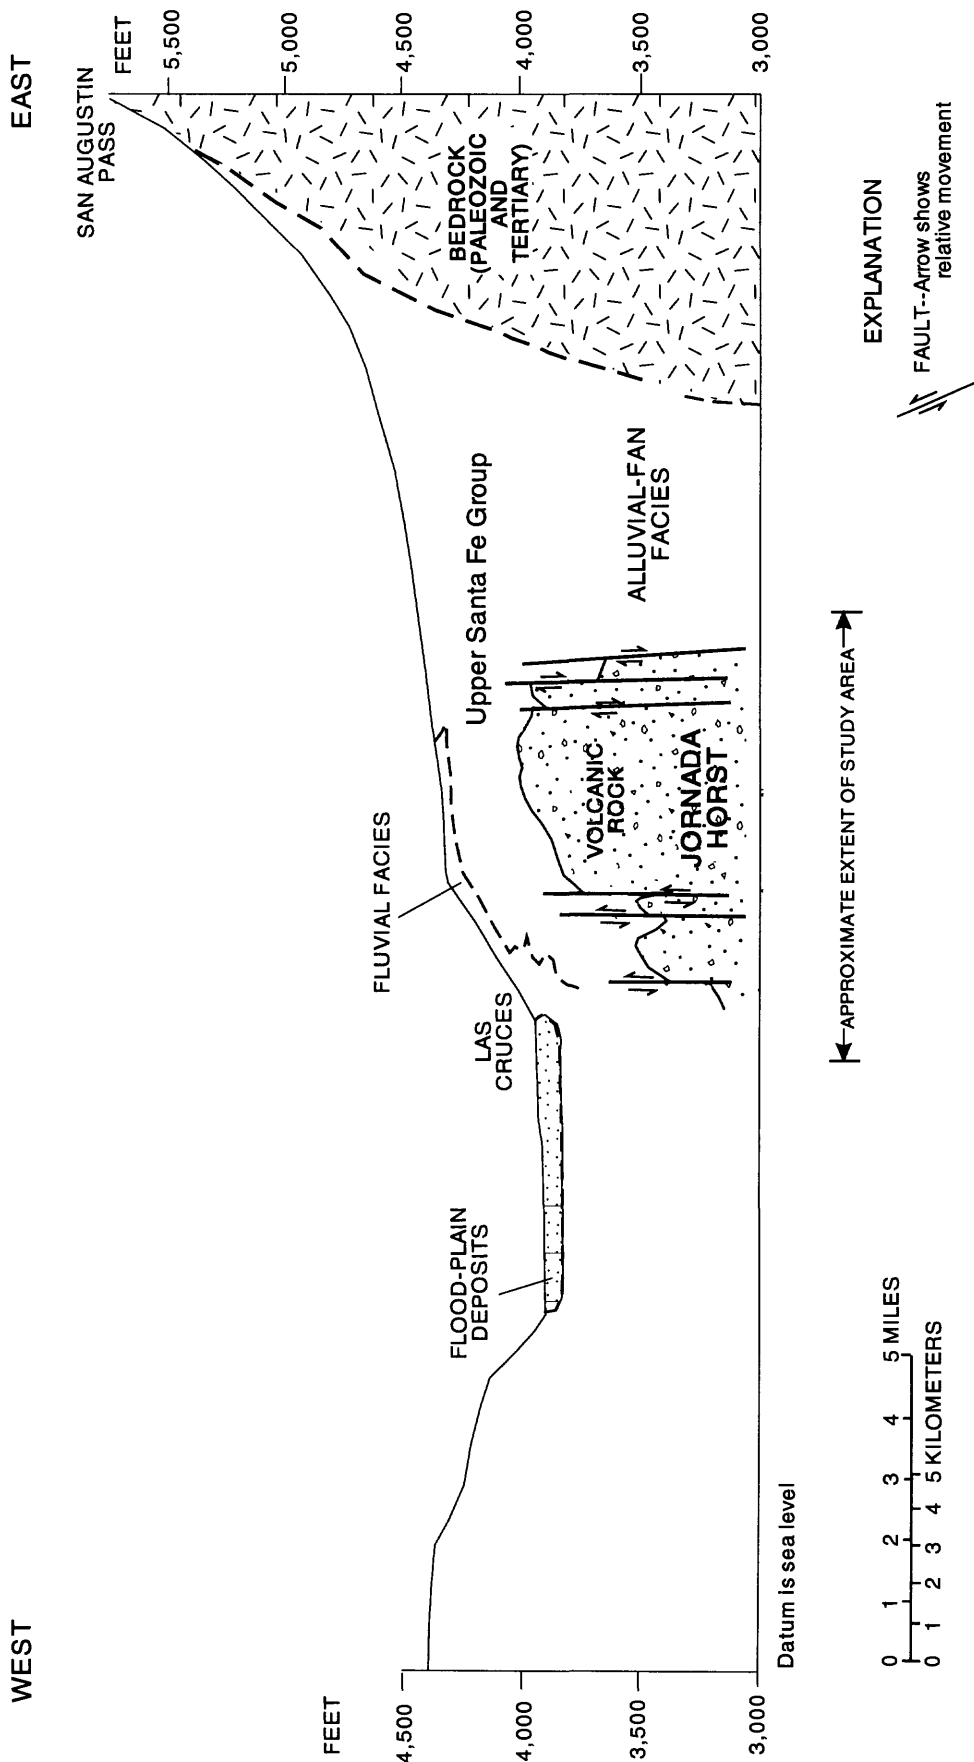 WEST
EAST
SAN AUGUSTIN
PASS
FEET
5,500
5,000
4,500
4,000
3,500
3,000
FEET
4,500
4,000
3,500
3,000
FLOOD-PLAIN
DEPOSITS
LAS
CRUCES
FLUVIAL FACIES
Upper Santa Fe Group
BEDROCK
(PALEOZOIC
AND
TERTIARY)
VOLCANIC
ROCK
JORNADA
HORST
ALLUVIAL-FAN
FACIES
Datum is sea level
APPROXIMATE EXTENT OF STUDY AREA
0 1 2 3 4 5 MILES
0 1 2 3 4 5 KILOMETERS
EXPLANATION
FAULT--Arrow shows
relative movement